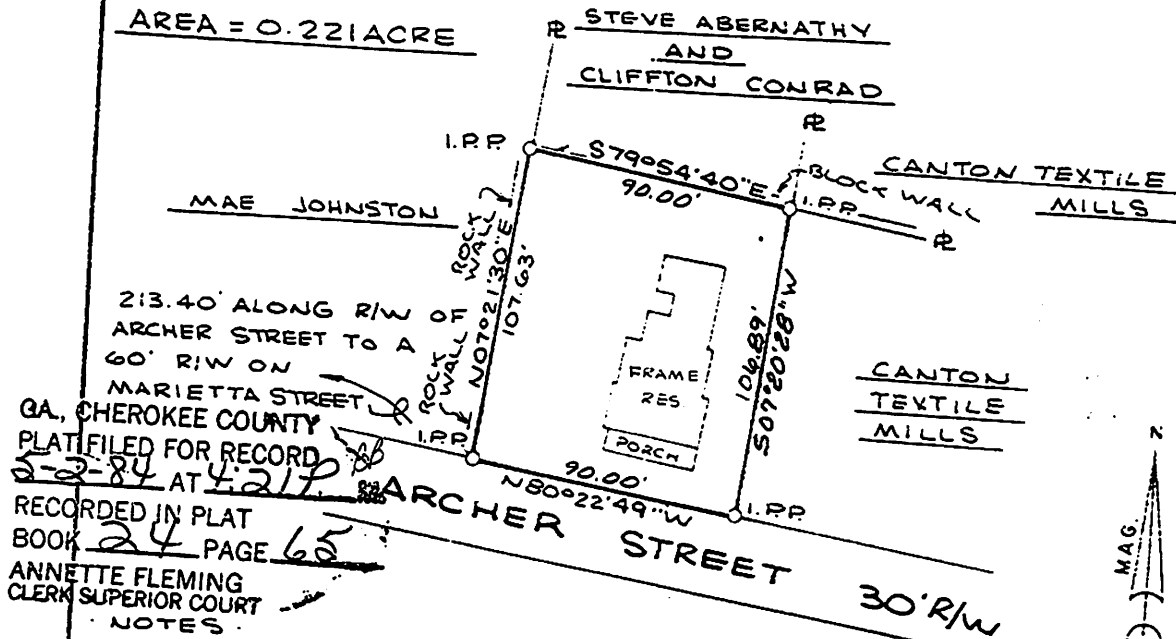 AREA = 0.221 ACRE
STEVE ABERNATHY
AND
CLIFFTON CONRAD
I.P.P.
S79°54'40"E
90.00'
BLOCK WALL
I.P.P.
CANTON TEXTILE
MILLS
MAE JOHNSTON
ROCK
WALL
N07°21'30"E
107.63'
213.40' ALONG R/W OF
ARCHER STREET TO A
60' R/W ON
MARIETTA STREET
ROCK
WALL
FRAME
RES
PORCH
106.89'
S07°20'28"W
CANTON
TEXTILE
MILLS
GA., CHEROKEE COUNTY
PLAT FILED FOR RECORD
5-2-84 AT 4:21P.
RECORDED IN PLAT
BOOK 24 PAGE 65
ANNETTE FLEMING
CLERK SUPERIOR COURT
I.P.P.
90.00'
N80°22'49"W
I.P.P.
ARCHER STREET 30' R/W
MAG.
NOTES